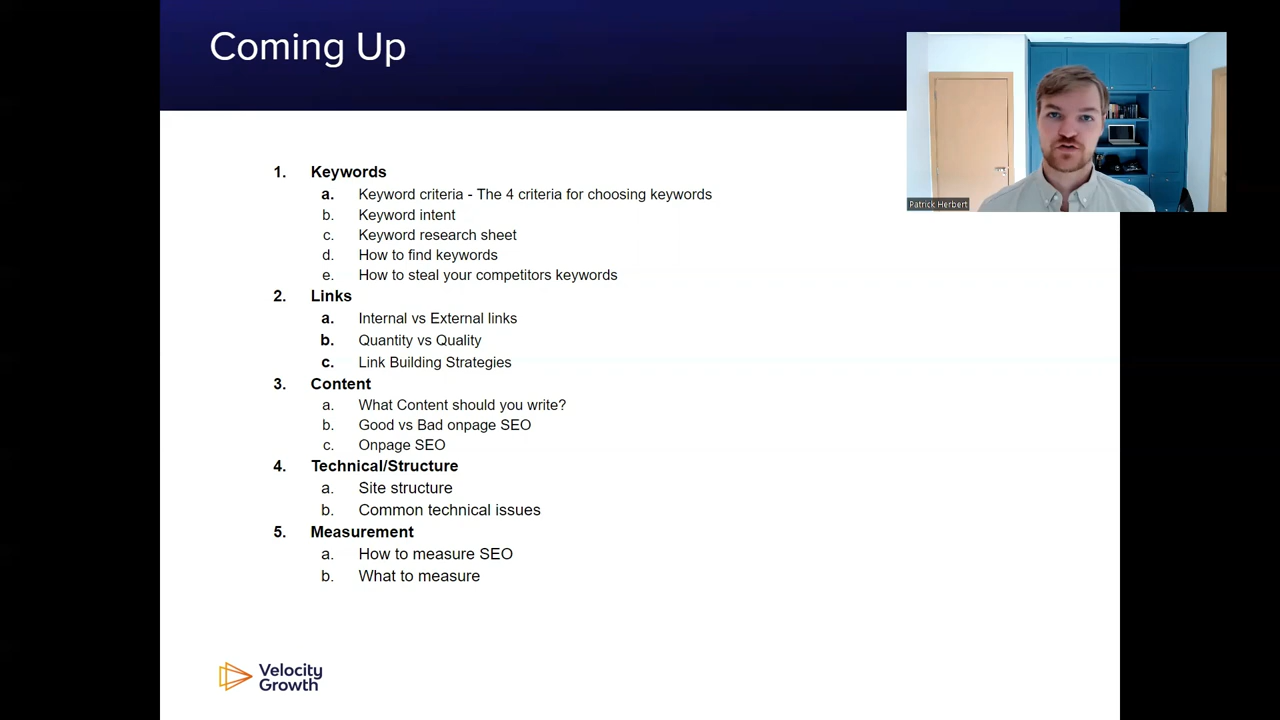 Coming Up
Patrick Herbert
1. Keywords
a. Keyword criteria - The 4 criteria for choosing keywords
b. Keyword intent
c. Keyword research sheet
d. How to find keywords
e. How to steal your competitors keywords
2. Links
a. Internal vs External links
b. Quantity vs Quality
c. Link Building Strategies
3. Content
a. What Content should you write?
b. Good vs Bad onpage SEO
c. Onpage SEO
4. Technical/Structure
a. Site structure
b. Common technical issues
5. Measurement
a. How to measure SEO
b. What to measure
Velocity
Growth